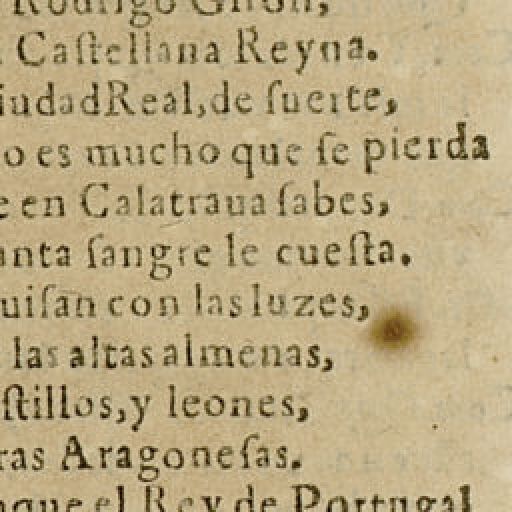 Rodrigo Giron,
Caſtellana Reyna.
iudadReal,de ſuerte,
o es mucho que ſe pierda
e en Calatraua ſabes,
anta ſangre le cueſta.
uiſan con las luzes,
las altas almenas,
ſtillos,y leones,
ras Aragoneſas.
nque el Rey de Portugal